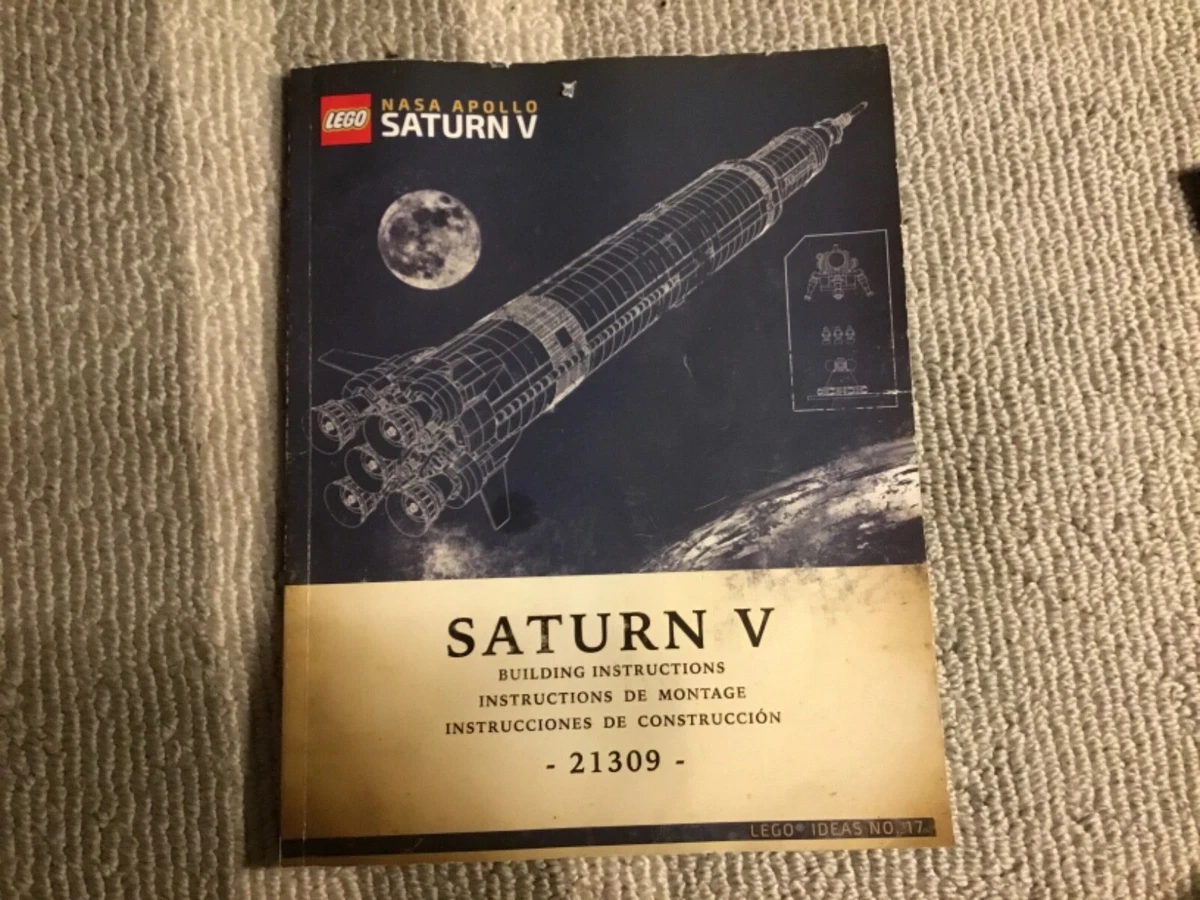 LEGO
NASA APOLLO
SATURN V
SATURN V
BUILDING INSTRUCTIONS
INSTRUCTIONS DE MONTAGE
INSTRUCCIONES DE CONSTRUCCIÓN
- 21309 -
LEGO® IDEAS NO. 17